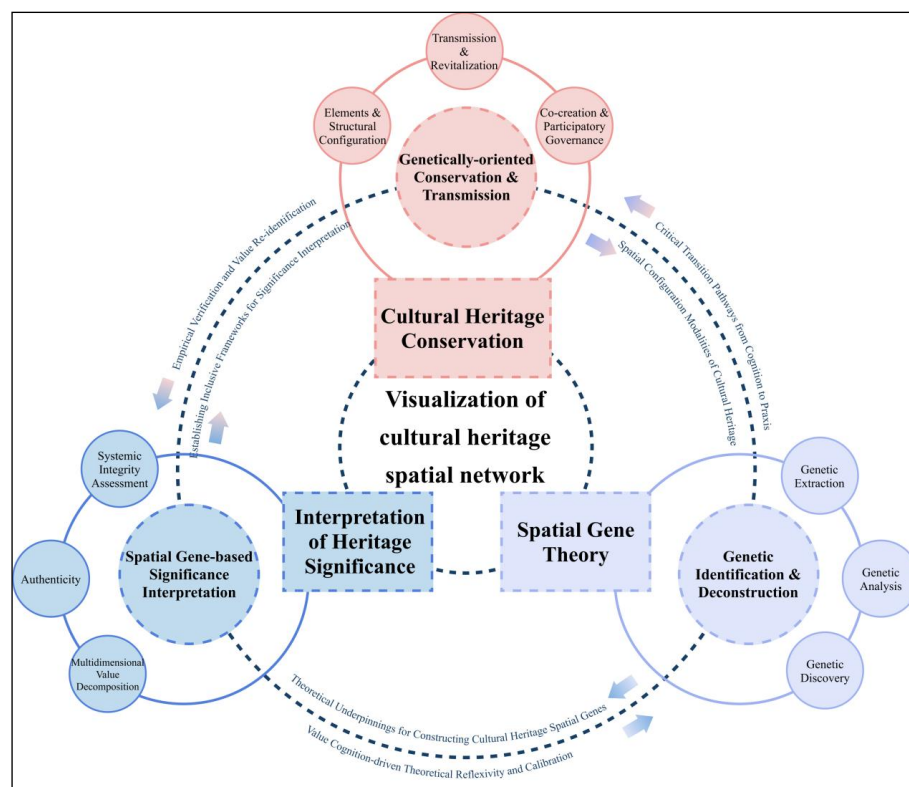 Transmission
&
Revitalization
Elements &
Structural
Configuration
Co-creation &
Participatory
Governance
Genetically-oriented
Conservation &
Transmission
Empirical Verification and Value Re-identification
Establishing Inclusive Frameworks for Significance Interpretation
Critical Transition Pathways from Cognition to Praxis
Spatial Configuration Modalities of Cultural Heritage
Cultural Heritage
Conservation
Visualization of
cultural heritage
spatial network
Systemic
Integrity
Assessment
Authenticity
Multidimensional
Value
Decomposition
Spatial Gene-based
Significance
Interpretation
Interpretation
of Heritage
Significance
Spatial Gene
Theory
Genetic
Identification &
Deconstruction
Genetic
Extraction
Genetic
Analysis
Genetic
Discovery
Theoretical Underpinnings for Constructing Cultural Heritage Spatial Genes
Value Cognition-driven Theoretical Reflexivity and Calibration